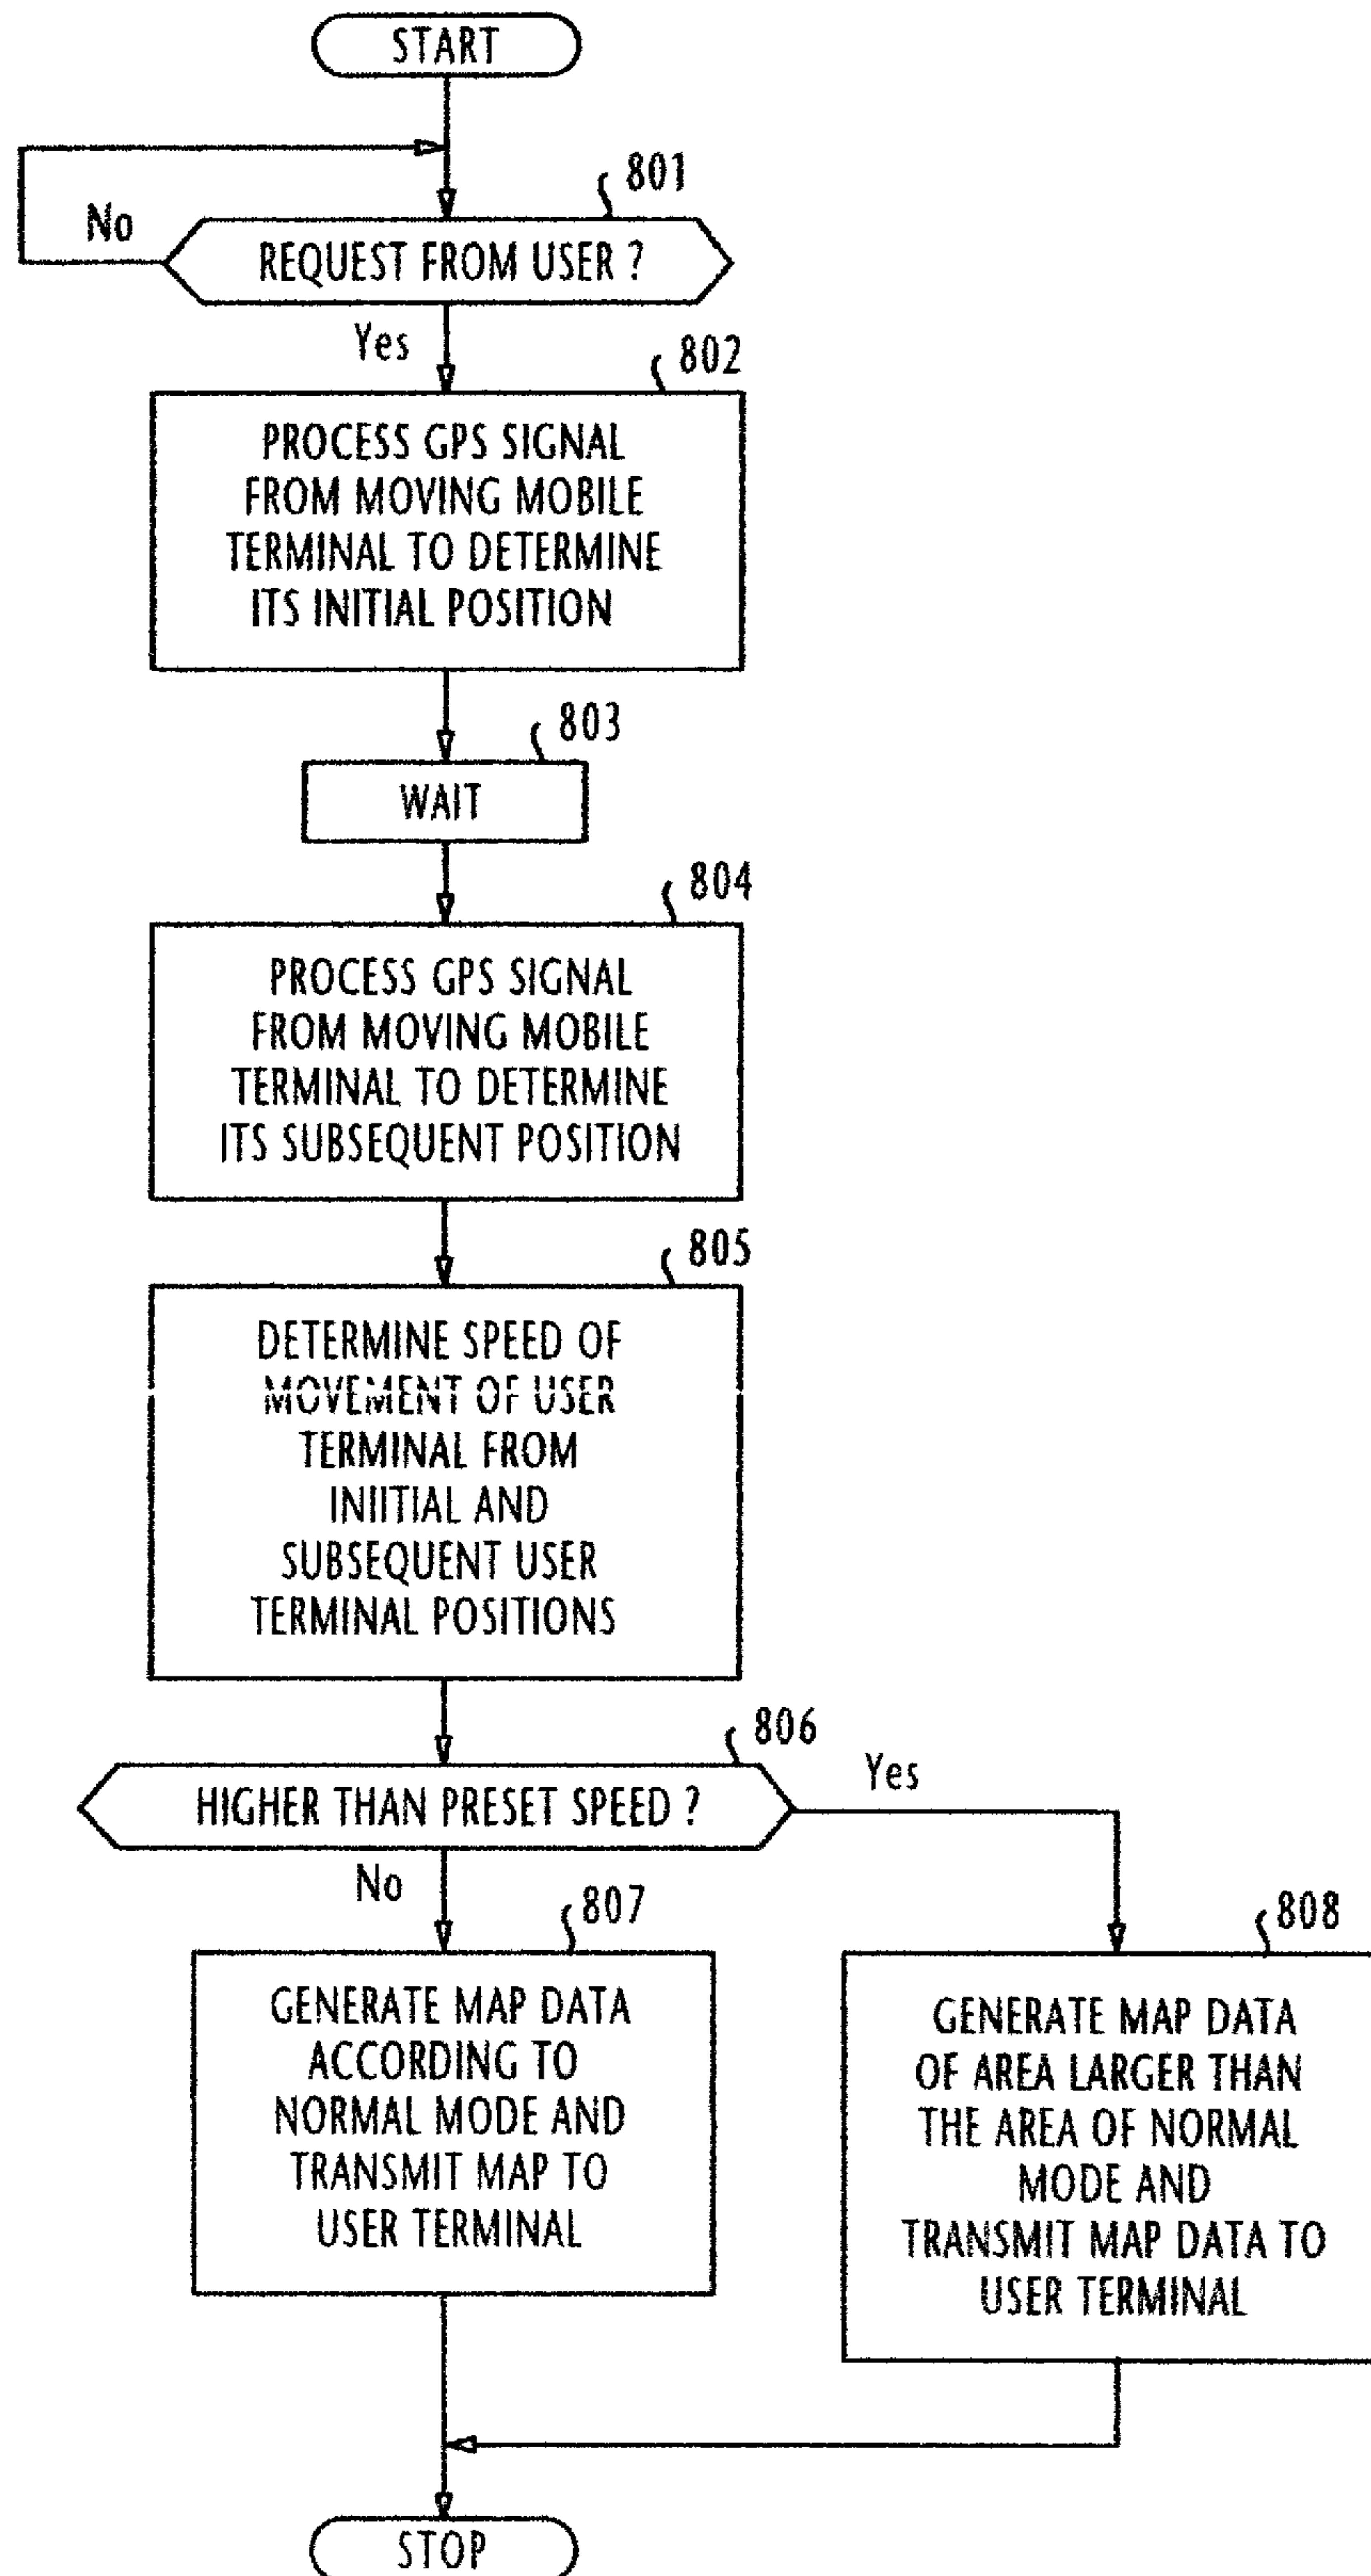 START
801
No
REQUEST FROM USER ?
Yes
802
PROCESS GPS SIGNAL
FROM MOVING MOBILE
TERMINAL TO DETERMINE
ITS INITIAL POSITION
803
WAIT
804
PROCESS GPS SIGNAL
FROM MOVING MOBILE
TERMINAL TO DETERMINE
ITS SUBSEQUENT POSITION
805
DETERMINE SPEED OF
MOVEMENT OF USER
TERMINAL FROM
INIITIAL AND
SUBSEQUENT USER
TERMINAL POSITIONS
806
HIGHER THAN PRESET SPEED ?
Yes
No
807
GENERATE MAP DATA
ACCORDING TO
NORMAL MODE AND
TRANSMIT MAP TO
USER TERMINAL
808
GENERATE MAP DATA
OF AREA LARGER THAN
THE AREA OF NORMAL
MODE AND
TRANSMIT MAP DATA TO
USER TERMINAL
STOP